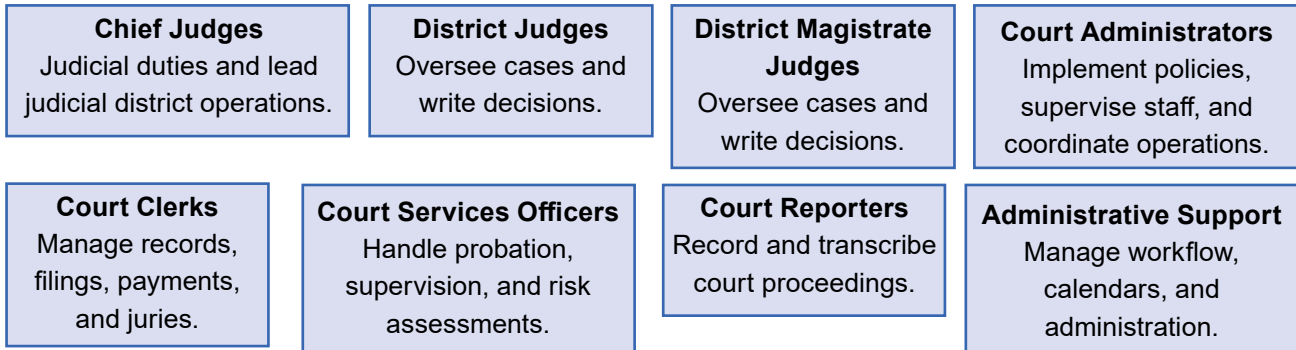 Chief Judges
Judicial duties and lead
judicial district operations.
District Judges
Oversee cases and
write decisions.
District Magistrate
Judges
Oversee cases and
write decisions.
Court Administrators
Implement policies,
supervise staff, and
coordinate operations.
Court Clerks
Manage records,
filings, payments,
and juries.
Court Services Officers
Handle probation,
supervision, and risk
assessments.
Court Reporters
Record and transcribe
court proceedings.
Administrative Support
Manage workflow,
calendars, and
administration.